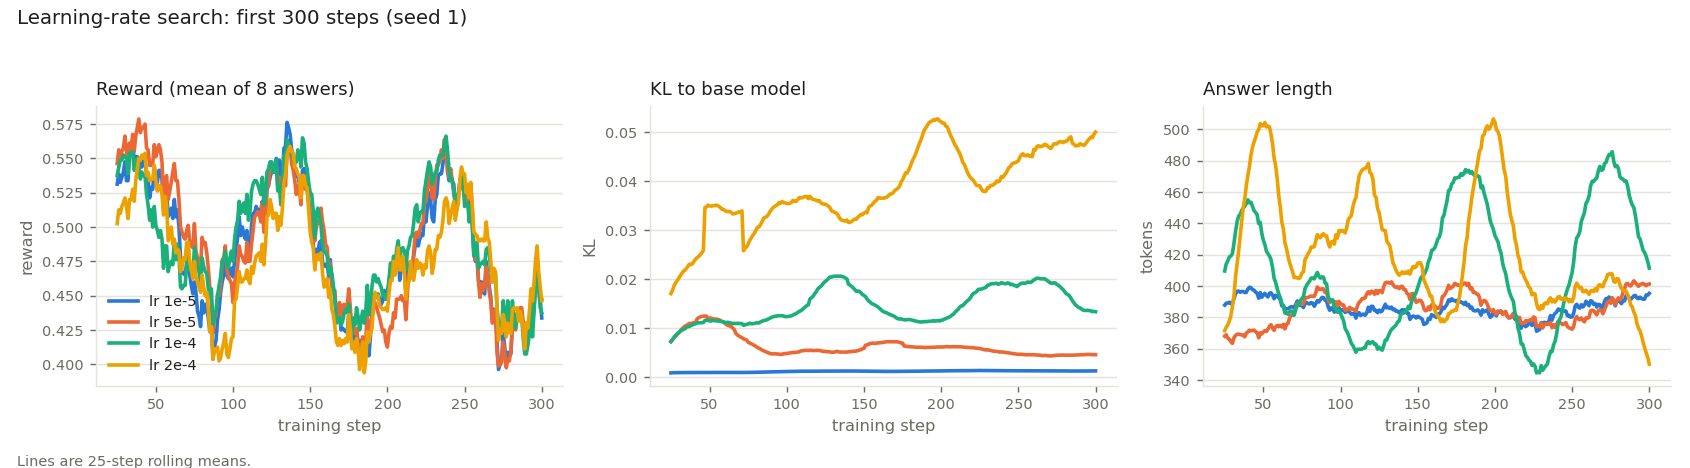 Learning-rate search: first 300 steps (seed 1)
Reward (mean of 8 answers)
reward
0.575
0.550
0.525
0.500
0.475
0.450
0.425
0.400
lr 1e-5
lr 5e-5
lr 1e-4
lr 2e-4
50 100 150 200 250 300
training step
KL to base model
KL
0.05
0.04
0.03
0.02
0.01
0.00
50 100 150 200 250 300
training step
Answer length
tokens
500
480
460
440
420
400
380
360
340
50 100 150 200 250 300
training step
Lines are 25-step rolling means.